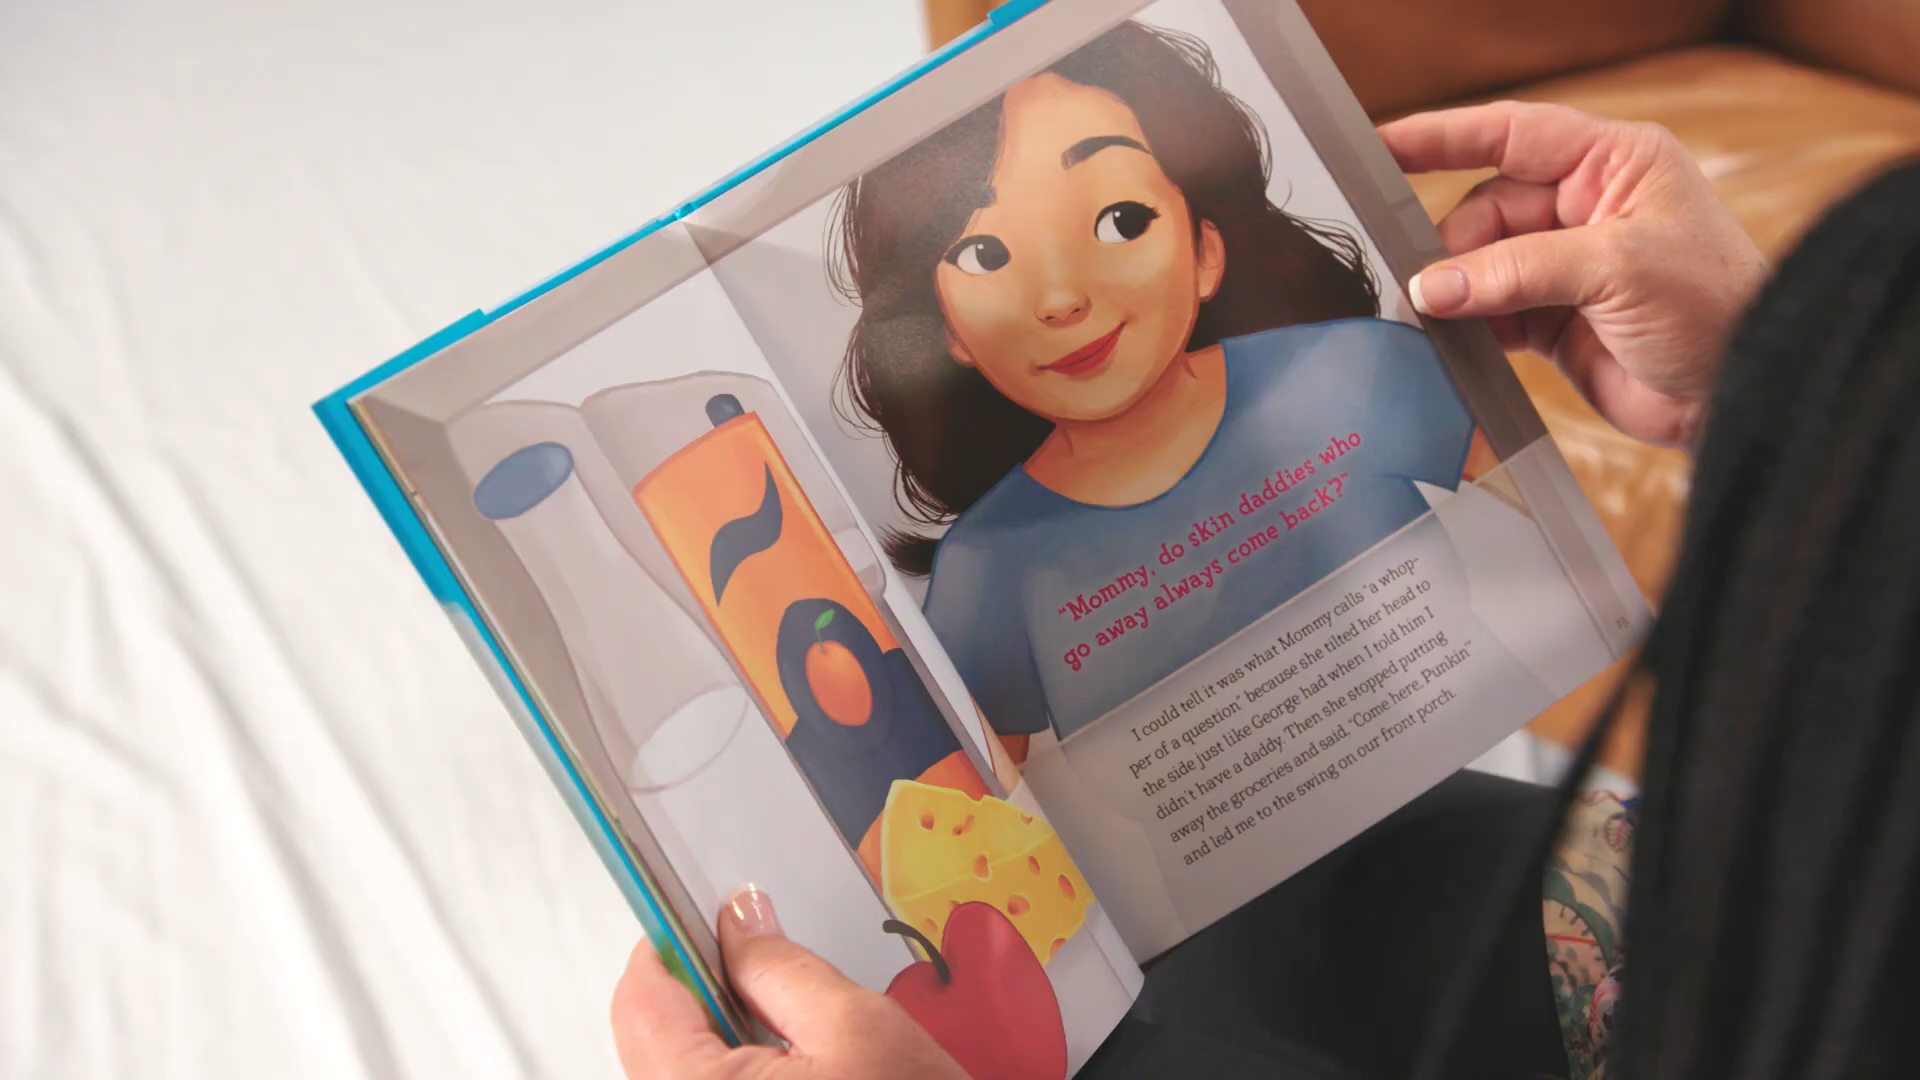 "Mommy, do skin daddies who
go away always come back?"
I could tell it was what Mommy calls "a whop-
per of a question" because she tilted her head to
the side just like George had when I told him I
didn't have a daddy. Then she stopped putting
away the groceries and said, "Come here, Punkin'"
and led me to the swing on our front porch.
23